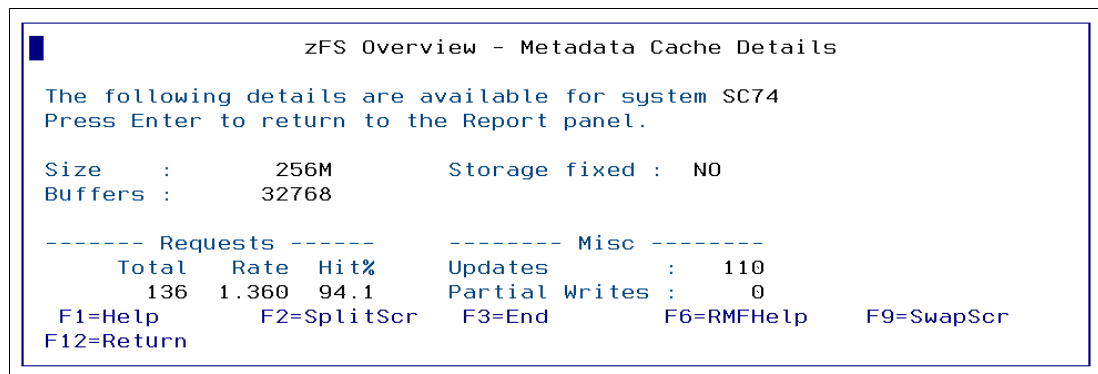 zFS Overview - Metadata Cache Details
The following details are available for system SC74
Press Enter to return to the Report panel.
Size : 256M Storage fixed : NO
Buffers : 32768
------- Requests ------ -------- Misc --------
Total Rate Hit% Updates : 110
136 1.360 94.1 Partial Writes : 0
F1=Help F2=SplitScr F3=End F6=RMFHelp F9=SwapScr
F12=Return